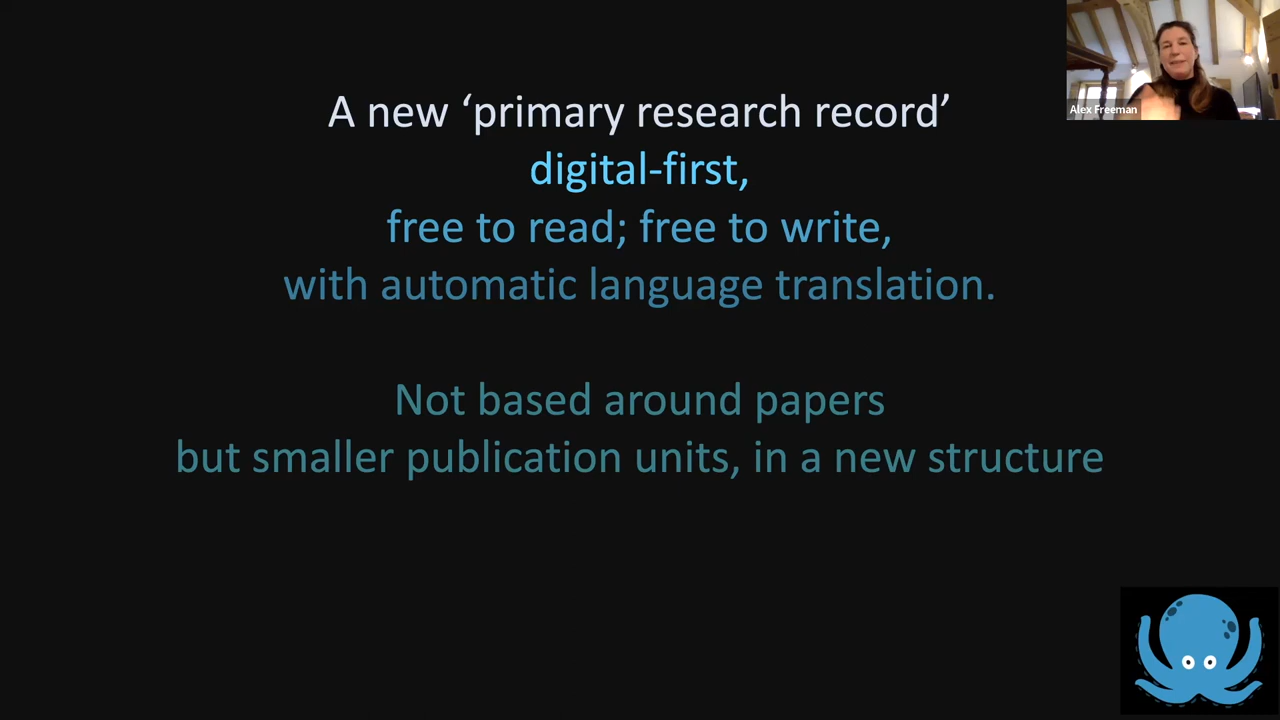 A new ‘primary research record’
digital-first,
free to read; free to write,
with automatic language translation.
Not based around papers
but smaller publication units, in a new structure
Alex Freeman